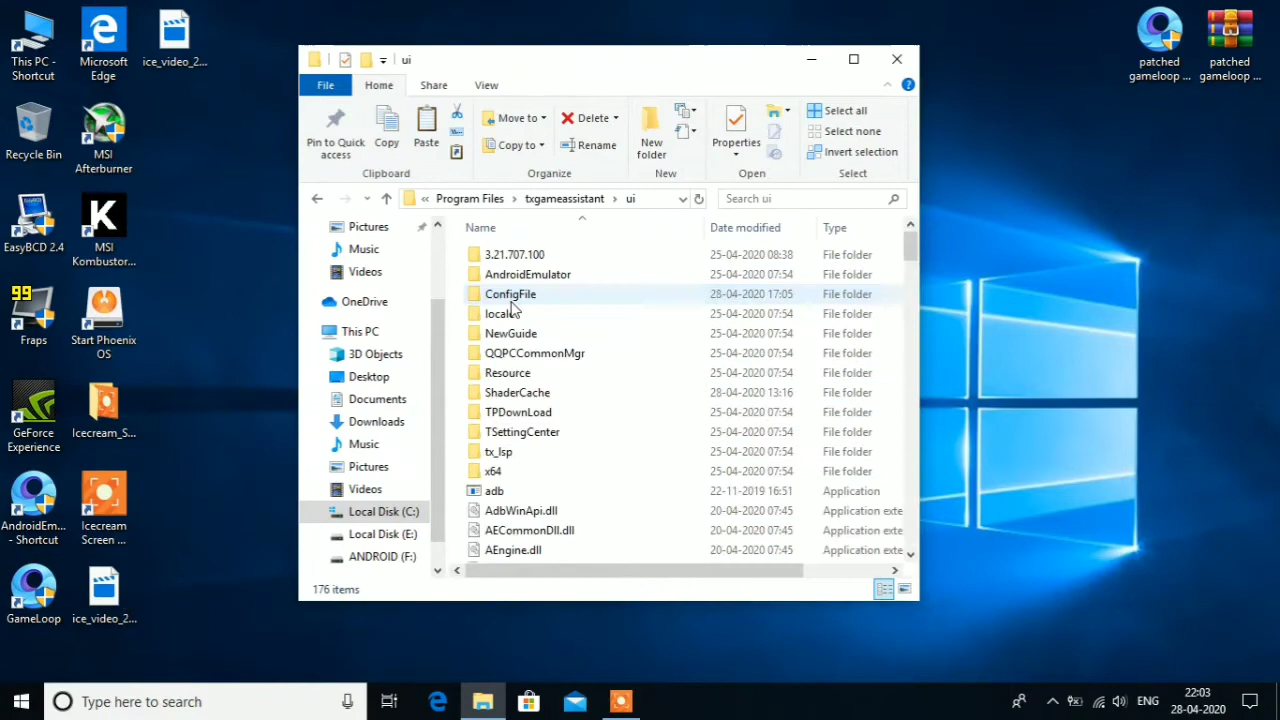 This PC -
Shortcut
Microsoft
Edge
ice_video_2...
Recycle Bin
MSI
Afterburner
EasyBCD 2.4
K
MSI
Kombustor...
99
Fraps
Start Phoenix
OS
GeForce
Experience
Icecream_S...
AndroidEm...
- Shortcut
Icecream
Screen ...
GameLoop
ice_video_2...
patched
gameloop ...
patched
gameloop ...
ui
File
Home
Share
View
Pin to Quick
access
Copy
Paste
Clipboard
Move to
Copy to
Delete
Rename
Organize
New
folder
New
Properties
Open
Select all
Select none
Invert selection
Select
« Program Files > txgameassistant > ui
Search ui
Pictures
Music
Videos
OneDrive
This PC
3D Objects
Desktop
Documents
Downloads
Music
Pictures
Videos
Local Disk (C:)
Local Disk (E:)
ANDROID (F:)
Name Date modified Type
3.21.707.100 25-04-2020 08:38 File folder
AndroidEmulator 25-04-2020 07:54 File folder
ConfigFile 28-04-2020 17:05 File folder
locale 25-04-2020 07:54 File folder
NewGuide 25-04-2020 07:54 File folder
QQPCCommonMgr 25-04-2020 07:54 File folder
Resource 25-04-2020 07:54 File folder
ShaderCache 28-04-2020 13:16 File folder
TPDownLoad 25-04-2020 07:54 File folder
TSettingCenter 25-04-2020 07:54 File folder
tx_lsp 25-04-2020 07:54 File folder
x64 25-04-2020 07:54 File folder
adb 22-11-2019 16:51 Application
AdbWinApi.dll 20-04-2020 07:45 Application exte
AECommonDll.dll 20-04-2020 07:45 Application exte
AEngine.dll 20-04-2020 07:45 Application exte
176 items
Type here to search
ENG
22:03
28-04-2020